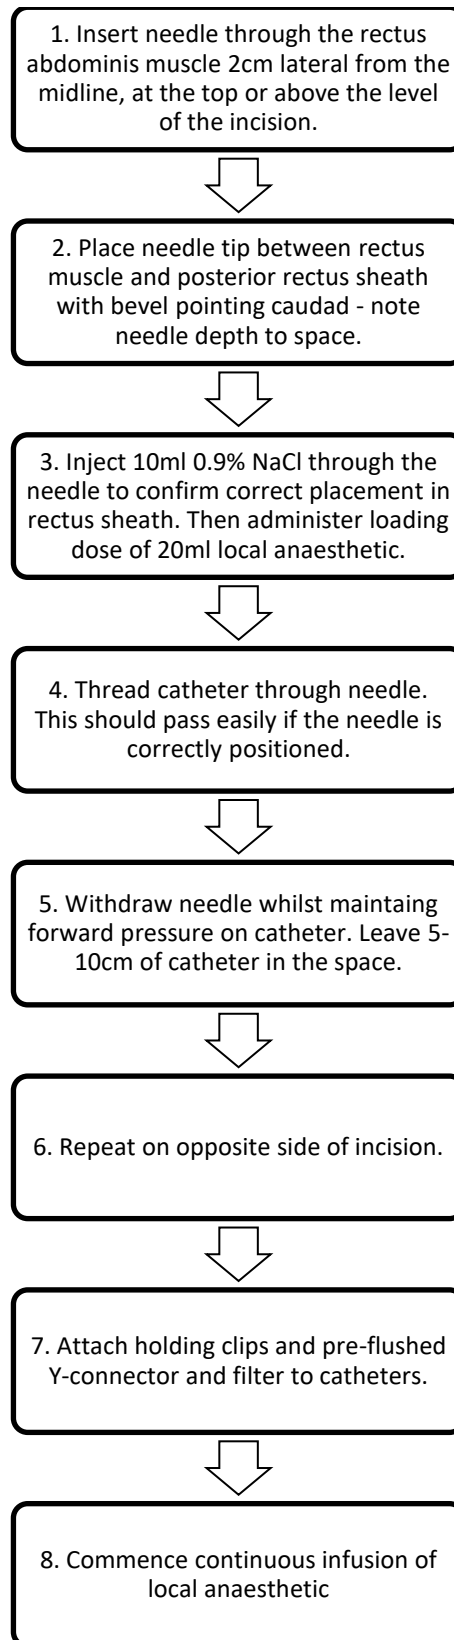 1. Insert needle through the rectus
abdominis muscle 2cm lateral from the
midline, at the top or above the level
of the incision.
2. Place needle tip between rectus
muscle and posterior rectus sheath
with bevel pointing caudad - note
needle depth to space.
3. Inject 10ml 0.9% NaCl through the
needle to confirm correct placement in
rectus sheath. Then administer loading
dose of 20ml local anaesthetic.
4. Thread catheter through needle.
This should pass easily if the needle is
correctly positioned.
5. Withdraw needle whilst maintaing
forward pressure on catheter. Leave 5-
10cm of catheter in the space.
6. Repeat on opposite side of incision.
7. Attach holding clips and pre-flushed
Y-connector and filter to catheters.
8. Commence continuous infusion of
local anaesthetic